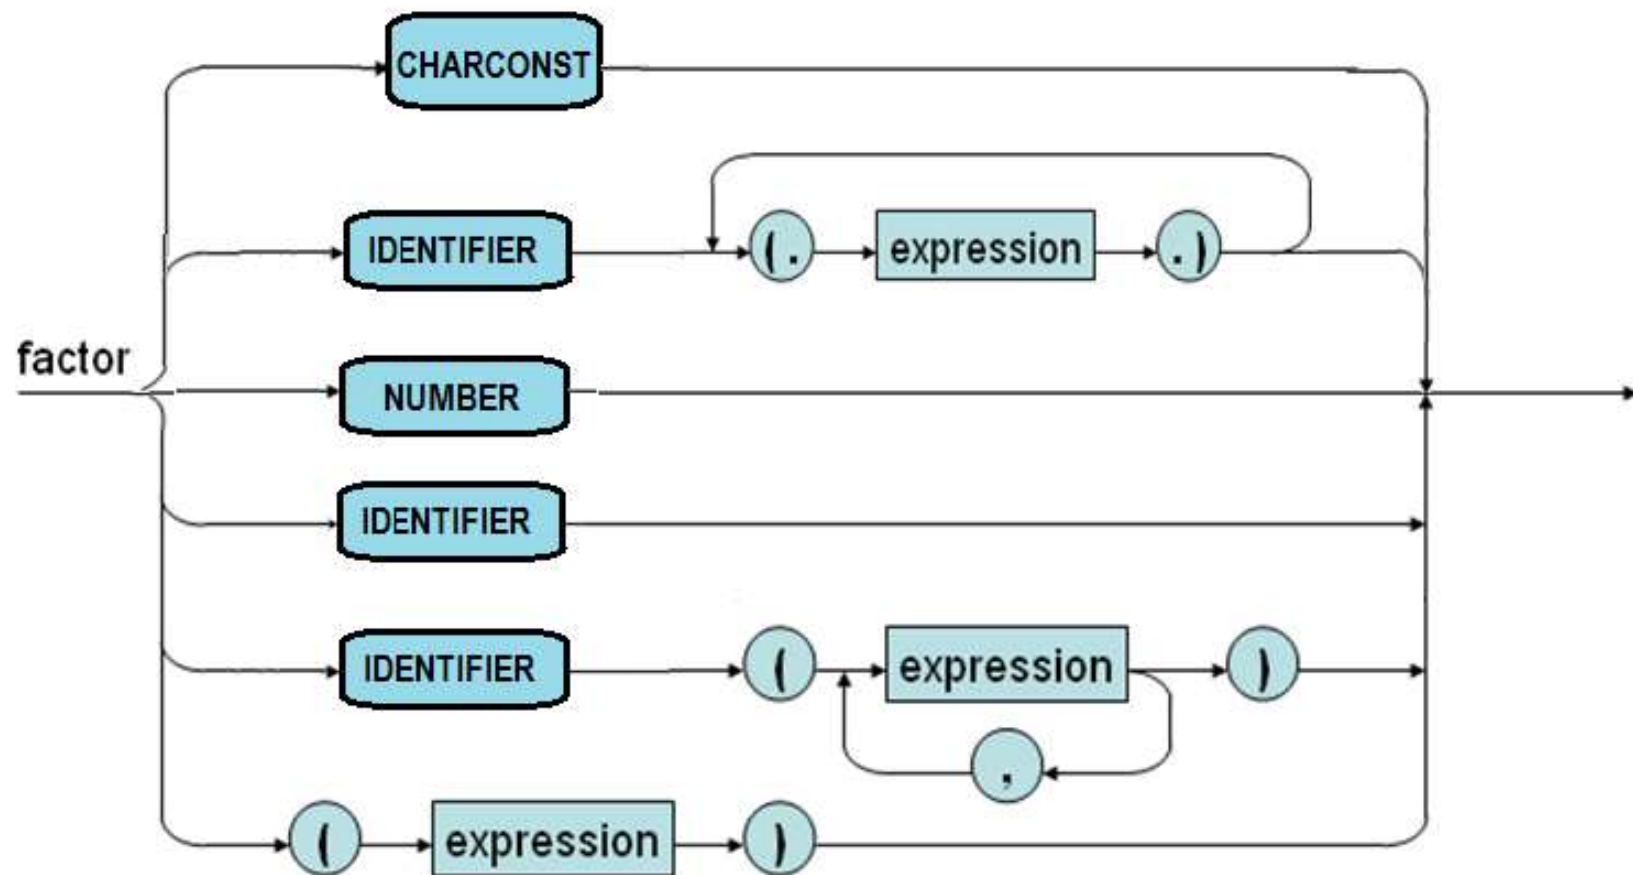 CHARCONST
IDENTIFIER (. expression .)
factor
NUMBER
IDENTIFIER
IDENTIFIER ( expression )
,
( expression )